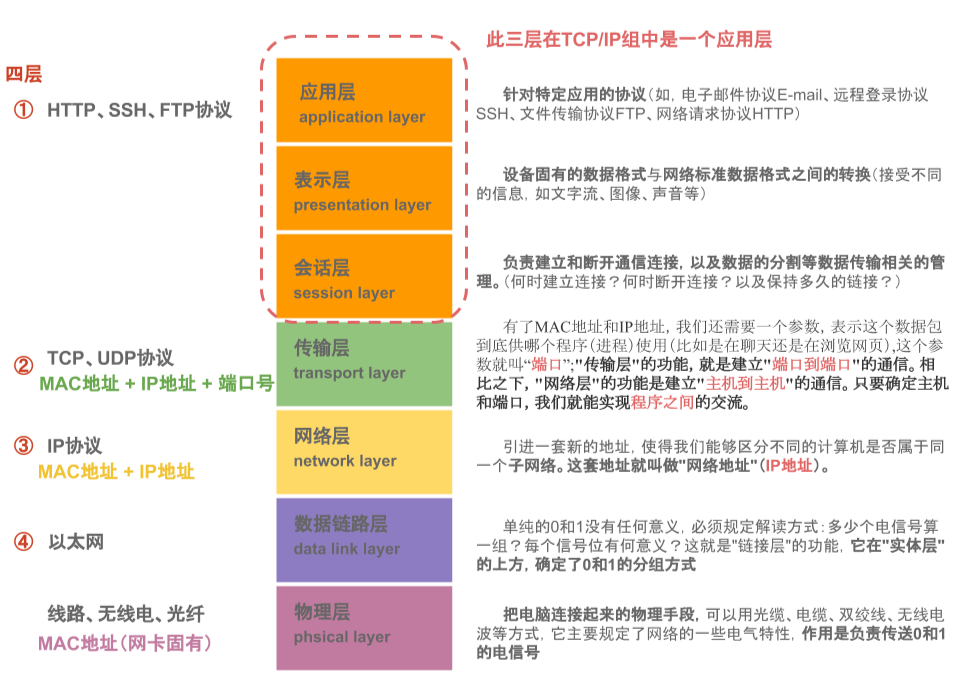 此三层在TCP/IP组中是一个应用层
四层
① HTTP、SSH、FTP协议
应用层
application layer
针对特定应用的协议（如，电子邮件协议E-mail、远程登录协议
SSH、文件传输协议FTP、网络请求协议HTTP）
表示层
presentation layer
设备固有的数据格式与网络标准数据格式之间的转换（接受不同
的信息，如文字流、图像、声音等）
会话层
session layer
负责建立和断开通信连接，以及数据的分割等数据传输相关的管
理。（何时建立连接？何时断开连接？以及保持多久的链接？）
② TCP、UDP协议
MAC地址 + IP地址 + 端口号
传输层
transport layer
有了MAC地址和IP地址，我们还需要一个参数，表示这个数据包
到底供哪个程序（进程）使用（比如是在聊天还是在浏览网页）,这个参
数就叫“端口”;"传输层"的功能，就是建立"端口到端口"的通信。相
比之下，"网络层"的功能是建立"主机到主机"的通信。只要确定主机
和端口，我们就能实现程序之间的交流。
③ IP协议
MAC地址 + IP地址
网络层
network layer
引进一套新的地址，使得我们能够区分不同的计算机是否属于同
一个子网络。这套地址就叫做"网络地址"（IP地址）。
④ 以太网
数据链路层
data link layer
单纯的0和1没有任何意义，必须规定解读方式：多少个电信号算
一组？每个信号位有何意义？这就是"链接层"的功能，它在"实体层"
的上方，确定了0和1的分组方式
线路、无线电、光纤
MAC地址（网卡固有）
物理层
phsical layer
把电脑连接起来的物理手段，可以用光缆、电缆、双绞线、无线电
波等方式，它主要规定了网络的一些电气特性，作用是负责传送0和1
的电信号